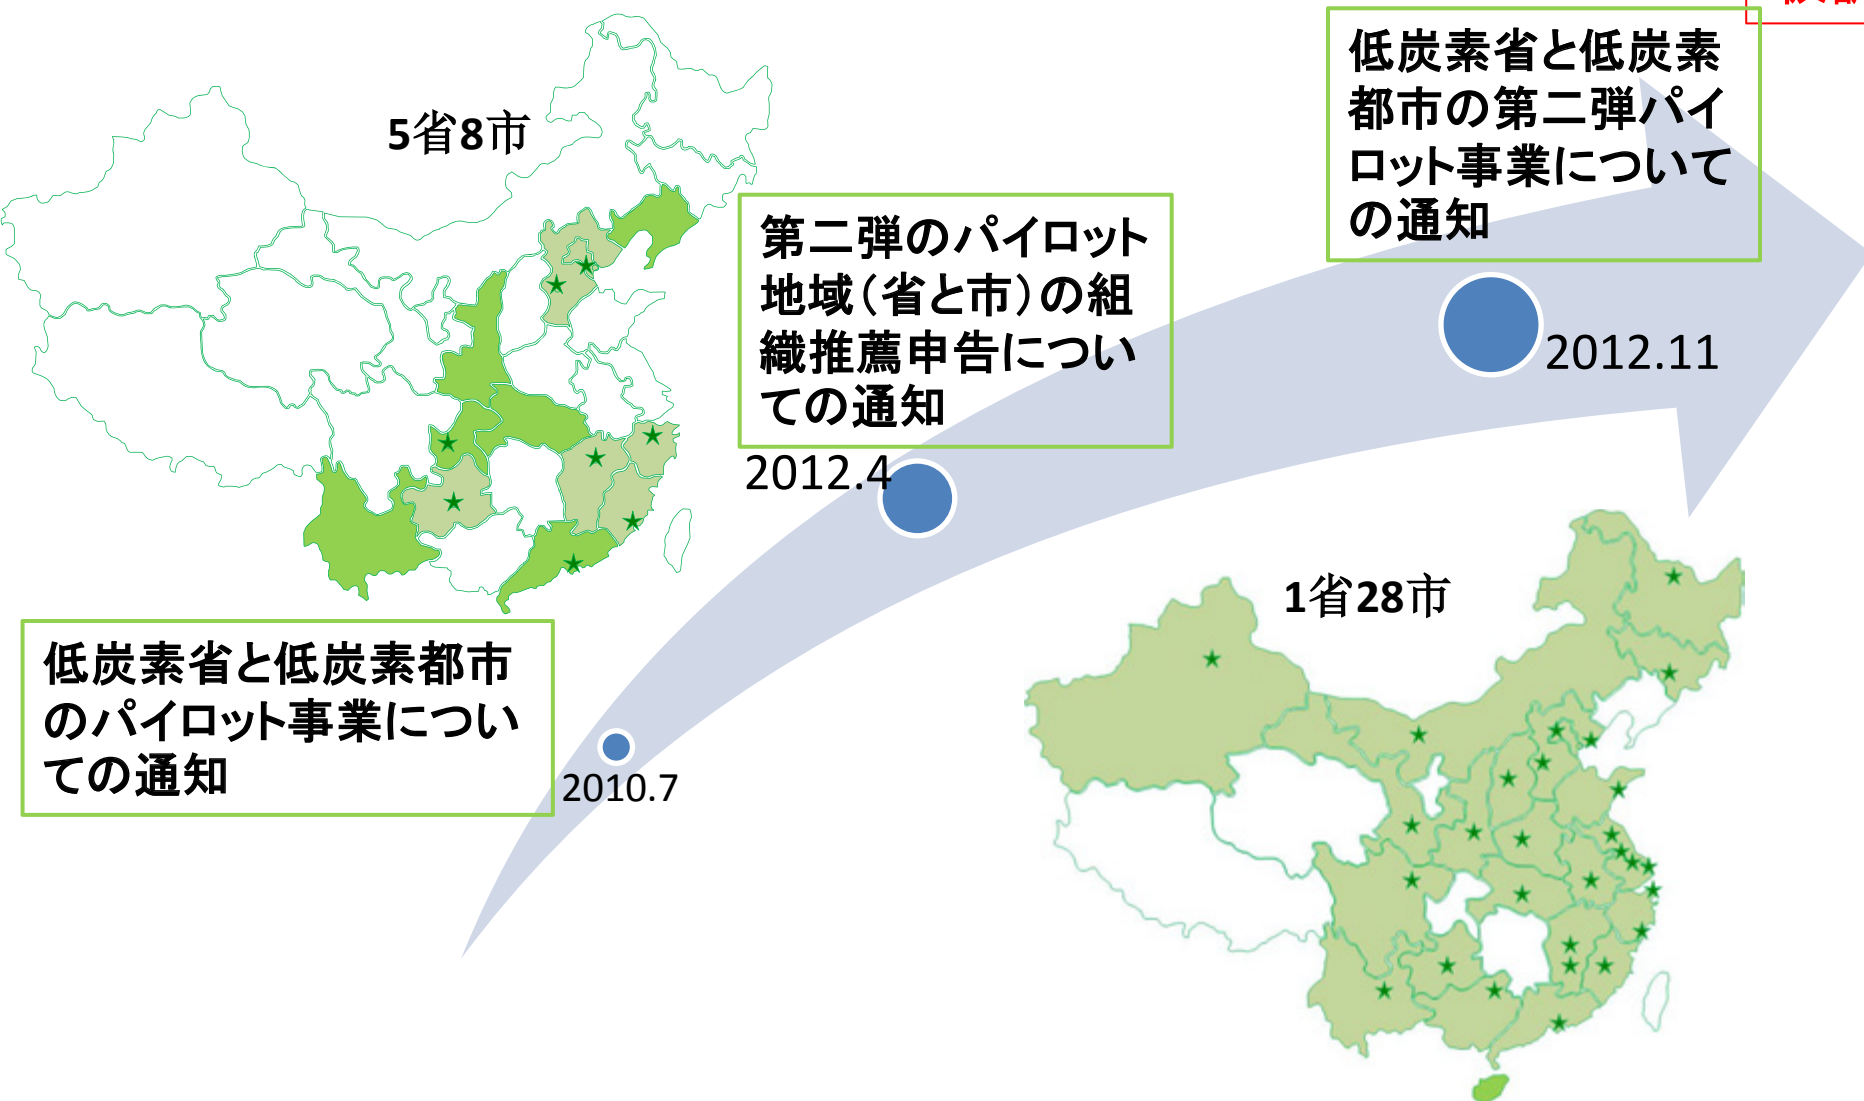 5省8市
低炭素省と低炭素都市
のパイロット事業につい
ての通知
2010.7
第二弾のパイロット
地域(省と市)の組
織推薦申告につい
ての通知
2012.4
低炭素省と低炭素
都市の第二弾パイ
ロット事業について
の通知
2012.11
1省28市